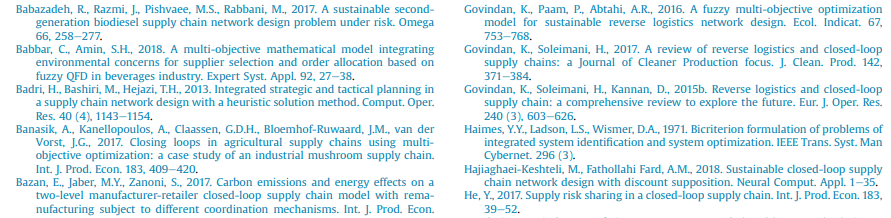 Babazadeh, R., Razmi, J., Pishvaee, M.S., Rabbani, M., 2017. A sustainable second-
generation biodiesel supply chain network design problem under risk. Omega
66, 258–277.
Babbar, C., Amin, S.H., 2018. A multi-objective mathematical model integrating
environmental concerns for supplier selection and order allocation based on
fuzzy QFD in beverages industry. Expert Syst. Appl. 92, 27–38.
Badri, H., Bashiri, M., Hejazi, T.H., 2013. Integrated strategic and tactical planning in
a supply chain network design with a heuristic solution method. Comput. Oper.
Res. 40 (4), 1143–1154.
Banasik, A., Kanellopoulos, A., Claassen, G.D.H., Bloemhof-Ruwaard, J.M., van der
Vorst, J.G., 2017. Closing loops in agricultural supply chains using multi-
objective optimization: a case study of an industrial mushroom supply chain.
Int. J. Prod. Econ. 183, 409–420.
Bazan, E., Jaber, M.Y., Zanoni, S., 2017. Carbon emissions and energy effects on a
two-level manufacturer-retailer closed-loop supply chain model with rema-
nufacturing subject to different coordination mechanisms. Int. J. Prod. Econ.
Govindan, K., Paam, P., Abtahi, A.R., 2016. A fuzzy multi-objective optimization
model for sustainable reverse logistics network design. Ecol. Indicat. 67,
753–768.
Govindan, K., Soleimani, H., 2017. A review of reverse logistics and closed-loop
supply chains: a Journal of Cleaner Production focus. J. Clean. Prod. 142,
371–384.
Govindan, K., Soleimani, H., Kannan, D., 2015b. Reverse logistics and closed-loop
supply chain: a comprehensive review to explore the future. Eur. J. Oper. Res.
240 (3), 603–626.
Haimes, Y.Y., Ladson, L.S., Wismer, D.A., 1971. Bicriterion formulation of problems of
integrated system identification and system optimization. IEEE Trans. Syst. Man
Cybernet. 296 (3).
Hajiaghaei-Keshteli, M., Fathollahi Fard, A.M., 2018. Sustainable closed-loop supply
chain network design with discount supposition. Neural Comput. Appl. 1–35.
He, Y., 2017. Supply risk sharing in a closed-loop supply chain. Int. J. Prod. Econ. 183,
39–52.